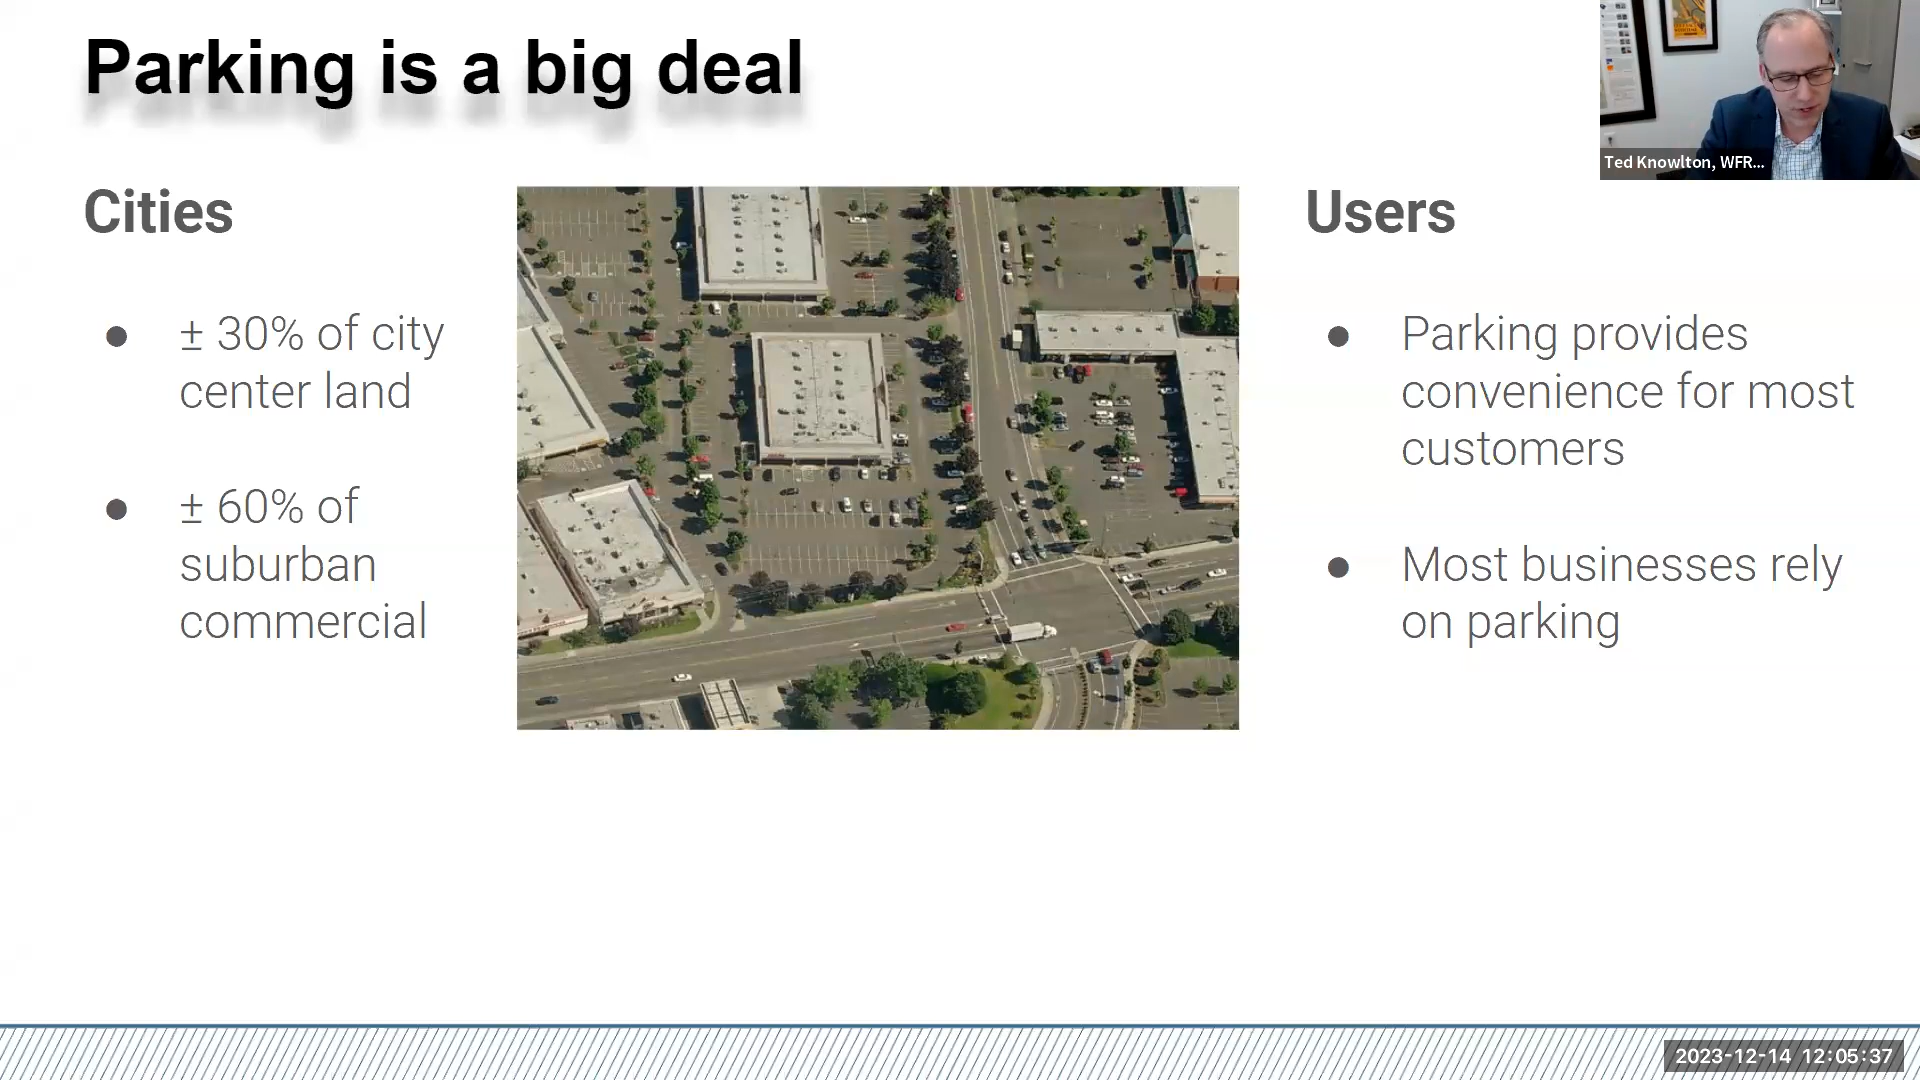 Parking is a big deal
Ted Knowlton, WFR...
Cities
± 30% of city
center land
± 60% of
suburban
commercial
Users
Parking provides
convenience for most
customers
Most businesses rely
on parking
2023-12-14 12:05:37